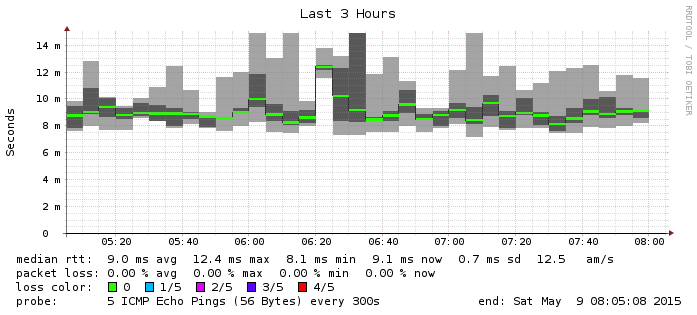 Last 3 Hours
RRDTOOL / TOBI OETIKER
Seconds
14 m
12 m
10 m
8 m
6 m
4 m
2 m
0
05:20 05:40 06:00 06:20 06:40 07:00 07:20 07:40 08:00
median rtt: 9.0 ms avg 12.4 ms max 8.1 ms min 9.1 ms now 0.7 ms sd 12.5 am/s
packet loss: 0.00 % avg 0.00 % max 0.00 % min 0.00 % now
loss color: 0 1/5 2/5 3/5 4/5
probe: 5 ICMP Echo Pings (56 Bytes) every 300s end: Sat May 9 08:05:08 2015